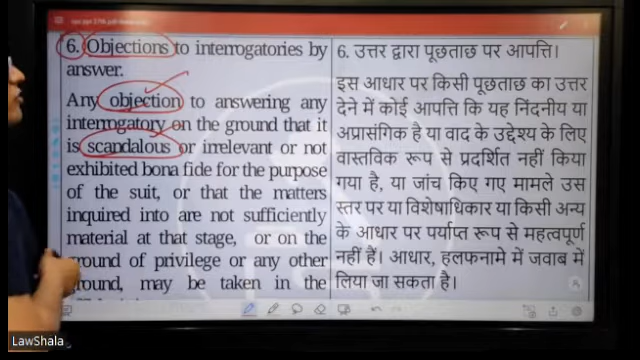 6. Objections to interrogatories by
answer.
Any objection to answering any
interrogatory on the ground that it
is scandalous or irrelevant or not
exhibited bona fide for the purpose
of the suit, or that the matters
inquired into are not sufficiently
material at that stage, or on the
ground of privilege or any other
ground, may be taken in the
6. उत्तर द्वारा पूछताछ पर आपत्ति।
इस आधार पर किसी पूछताछ का उत्तर
देने में कोई आपत्ति कि यह निंदनीय या
अप्रासंगिक है या वाद के उद्देश्य के लिए
वास्तविक रूप से प्रदर्शित नहीं किया
गया है, या जांच किए गए मामले उस
स्तर पर या विशेषाधिकार या किसी अन्य
के आधार पर पर्याप्त रूप से महत्वपूर्ण
नहीं हैं। आधार, हलफनामे में जवाब में
लिया जा सकता है।
LawShala